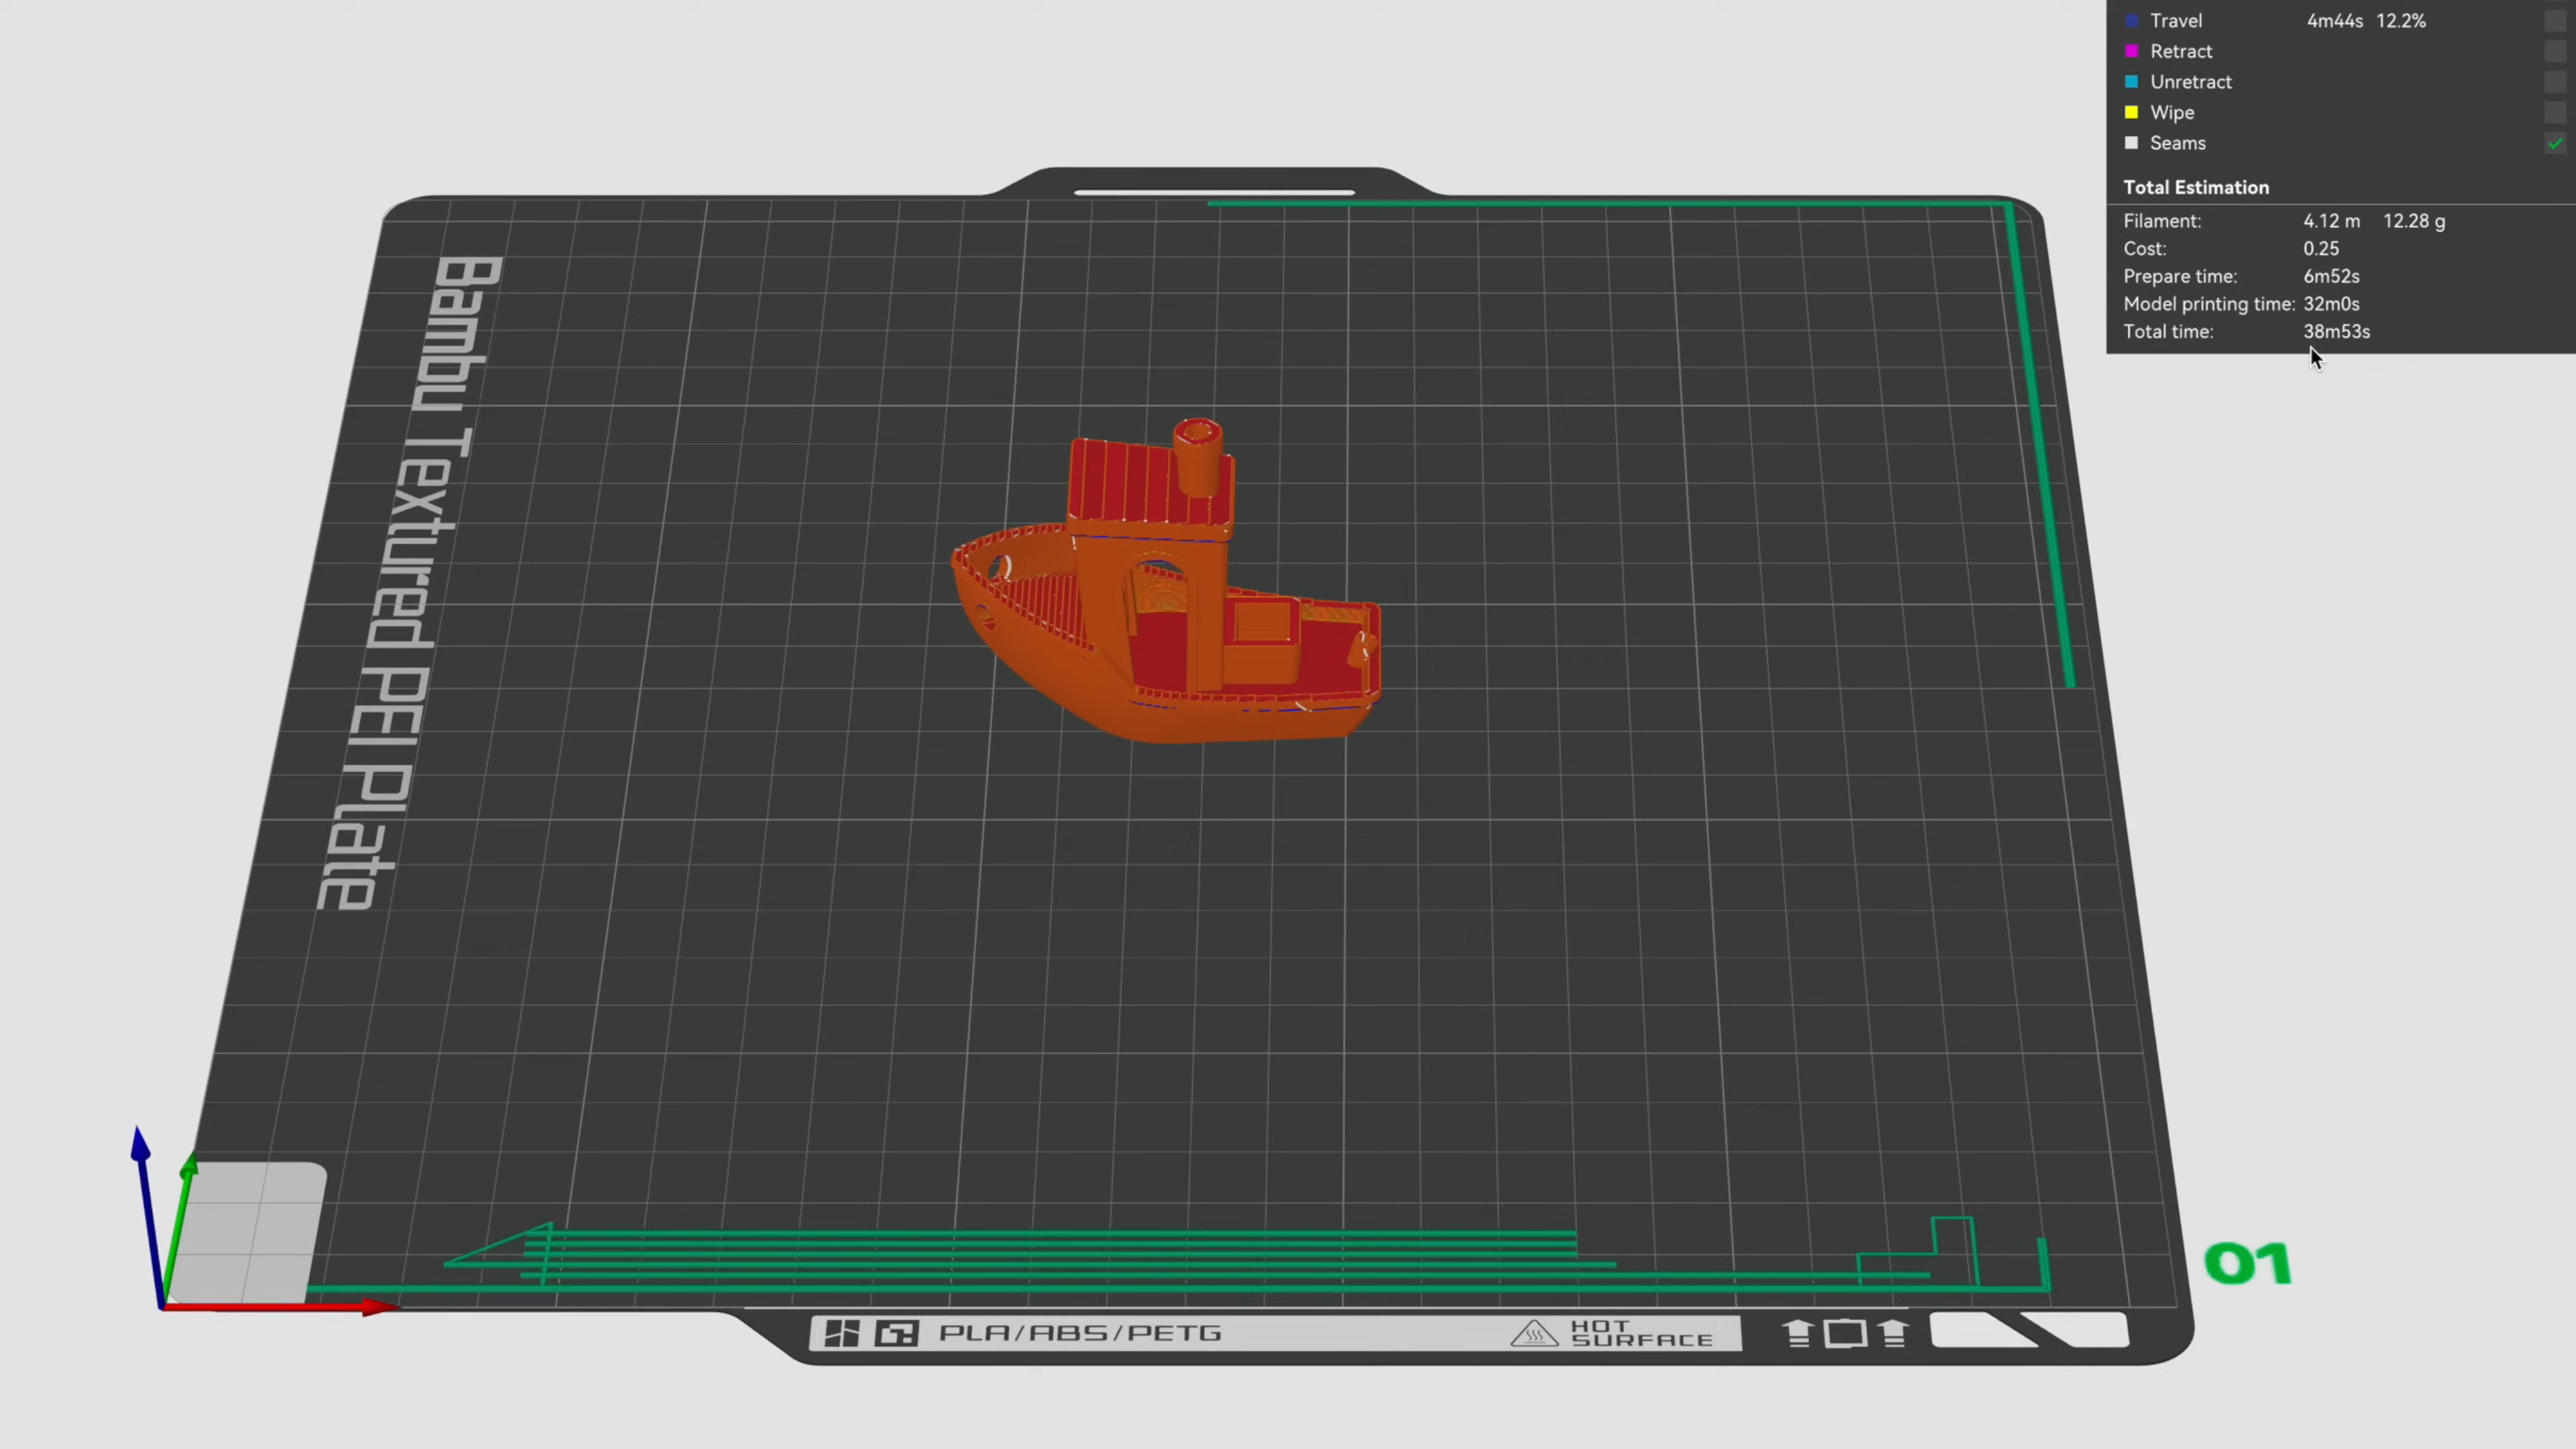 Travel 4m44s 12.2%
Retract
Unretract
Wipe
Seams
Total Estimation
Filament: 4.12 m 12.28 g
Cost: 0.25
Prepare time: 6m52s
Model printing time: 32m0s
Total time: 38m53s
Bambu Textured PEI Plate
01
PLA/ABS/PETG
HOT
SURFACE